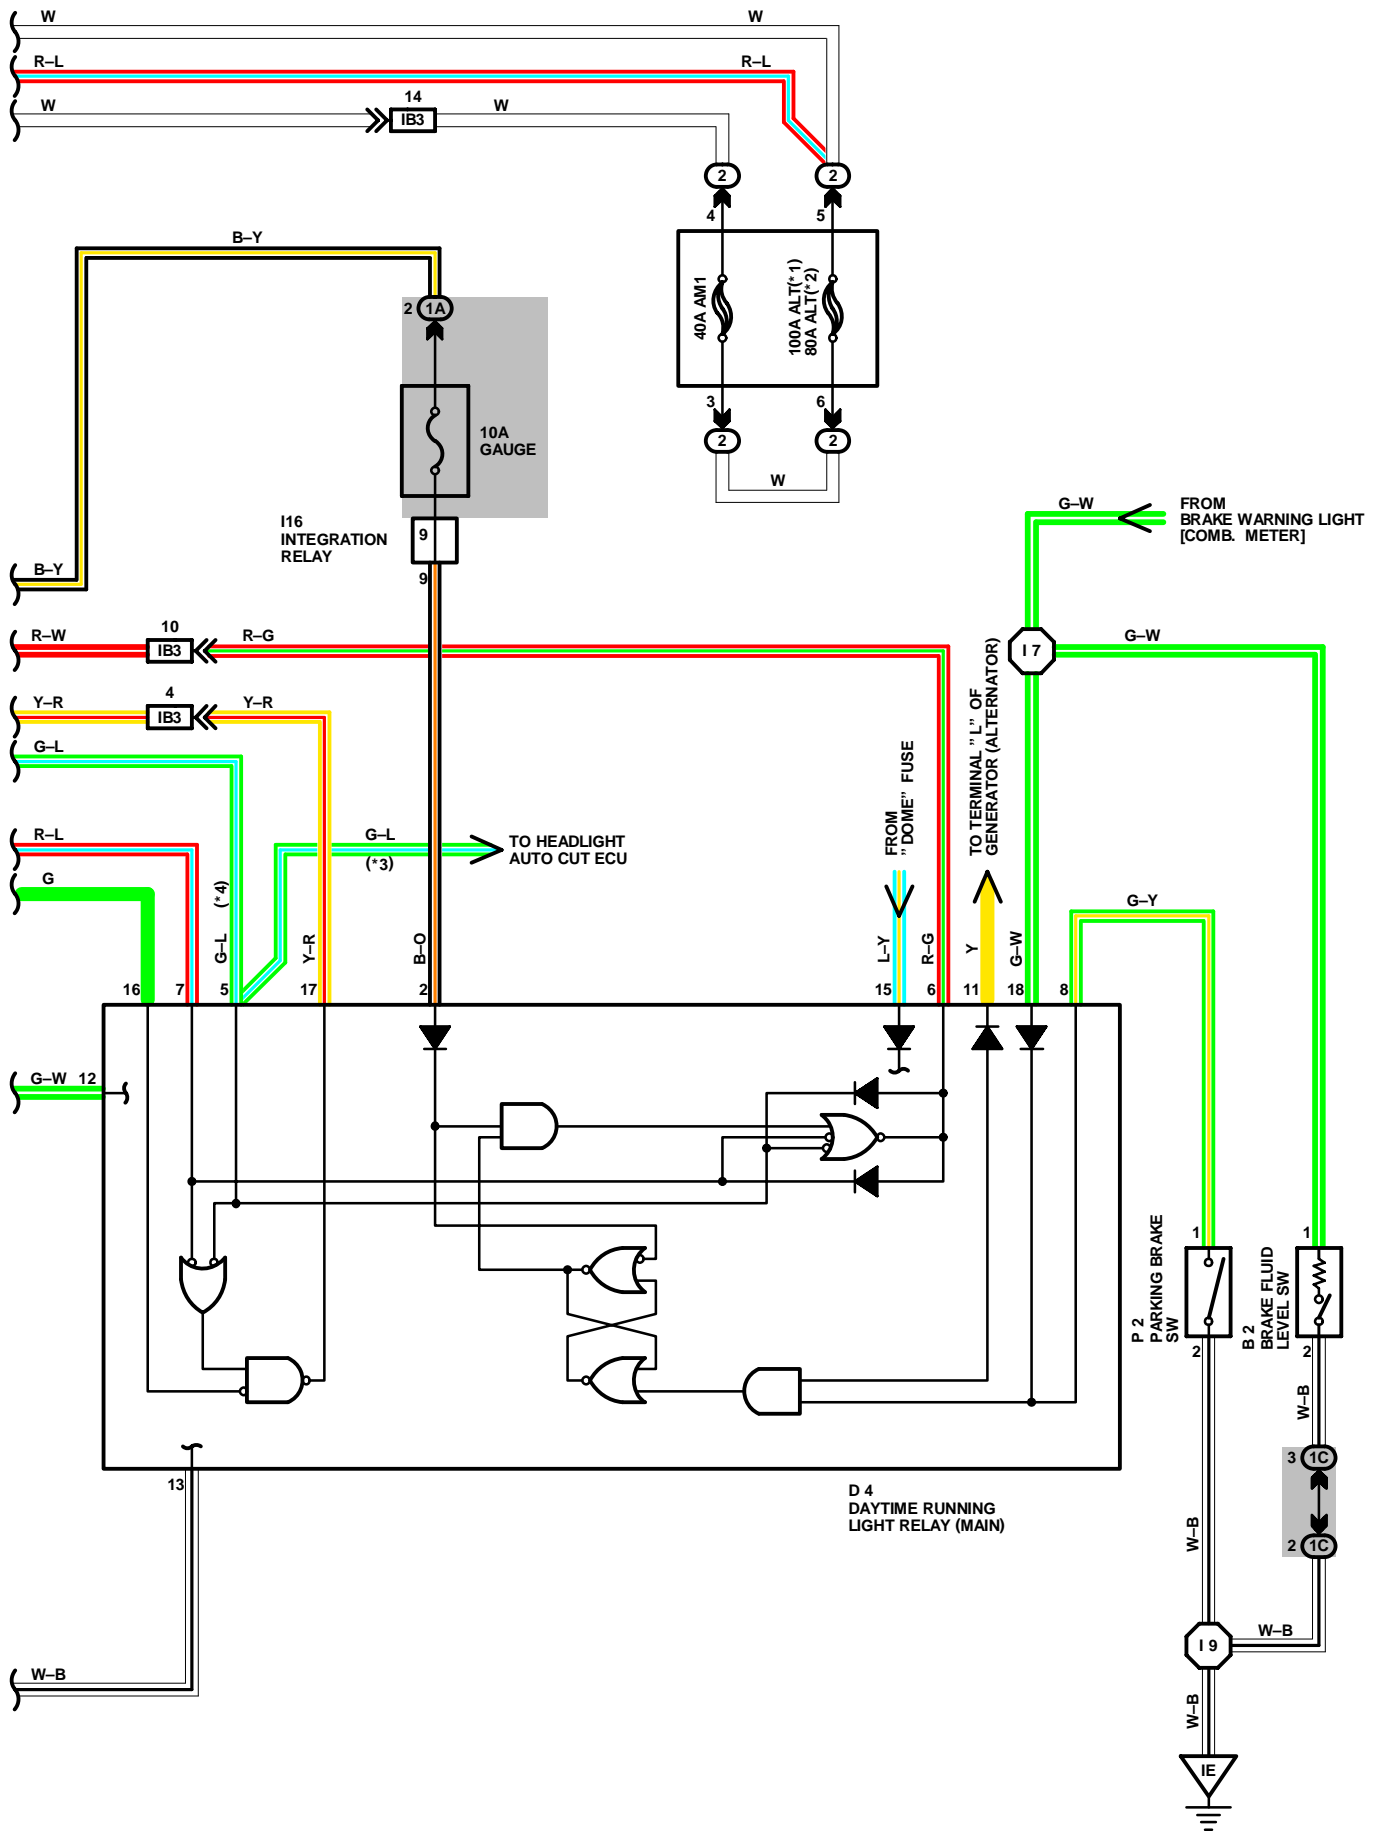 W W
R–L R–L
14
W IB3 W
2 2
4 5
B–Y
40A AM1
100A ALT(*1)
80A ALT(*2)
2 1A
3 6
10A
GAUGE
2 2
W
I16
INTEGRATION
RELAY
9
9
G–W
FROM
BRAKE WARNING LIGHT
[COMB. METER]
B–Y
10
R–W IB3 R–G
I 7
G–W
4
Y–R IB3 Y–R
G–L
FROM
"DOME" FUSE
TO TERMINAL "L" OF
GENERATOR (ALTERNATOR)
R–L
G–L
(*3)
TO HEADLIGHT
AUTO CUT ECU
G
(*4)
G–L
Y–R
B–O
L–Y
R–G
Y
G–W
G–Y
16 7 5 17 2 15 6 11 18 8
G–W 12
1 1
P 2
PARKING BRAKE
SW
B 2
BRAKE FLUID
LEVEL SW
2 2
W–B
3 1C
13
D 4
DAYTIME RUNNING
LIGHT RELAY (MAIN)
W–B
2 1C
I 9
W–B
W–B
W–B
IE